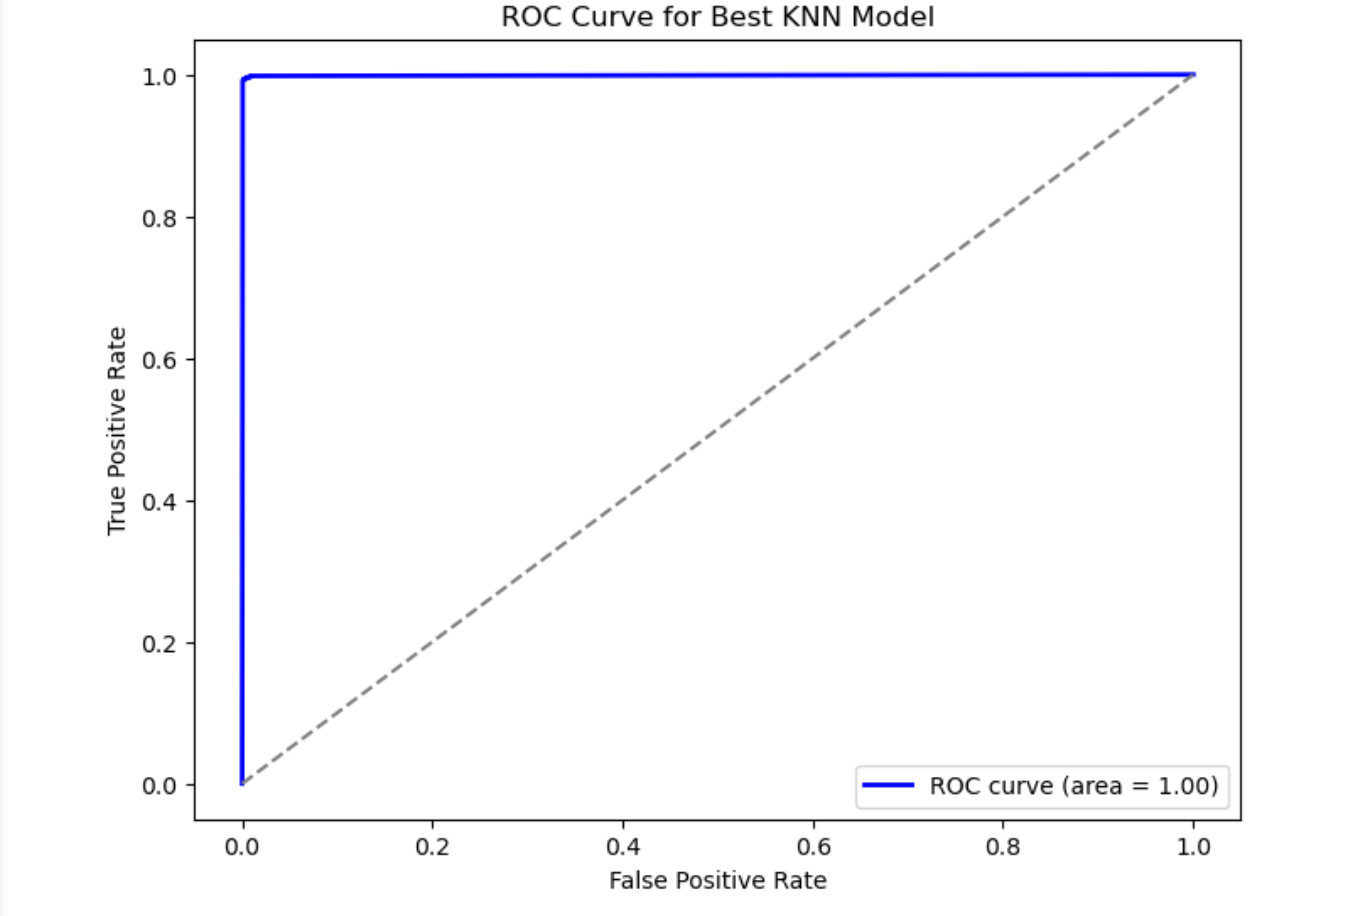 ROC Curve for Best KNN Model
1.0
0.8
0.6
0.4
0.2
0.0
True Positive Rate
ROC curve (area = 1.00)
0.0 0.2 0.4 0.6 0.8 1.0
False Positive Rate